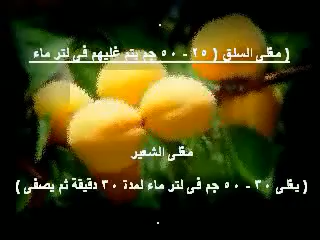 ( مغلى السلق ( ٢٥ - ٥٠ جم يتم غليهم فى لتر ماء
مغلى الشعير
( يغلى ٣٠ - ٥٠ جم فى لتر ماء لمدة ٣٠ دقيقة ثم يصفى )